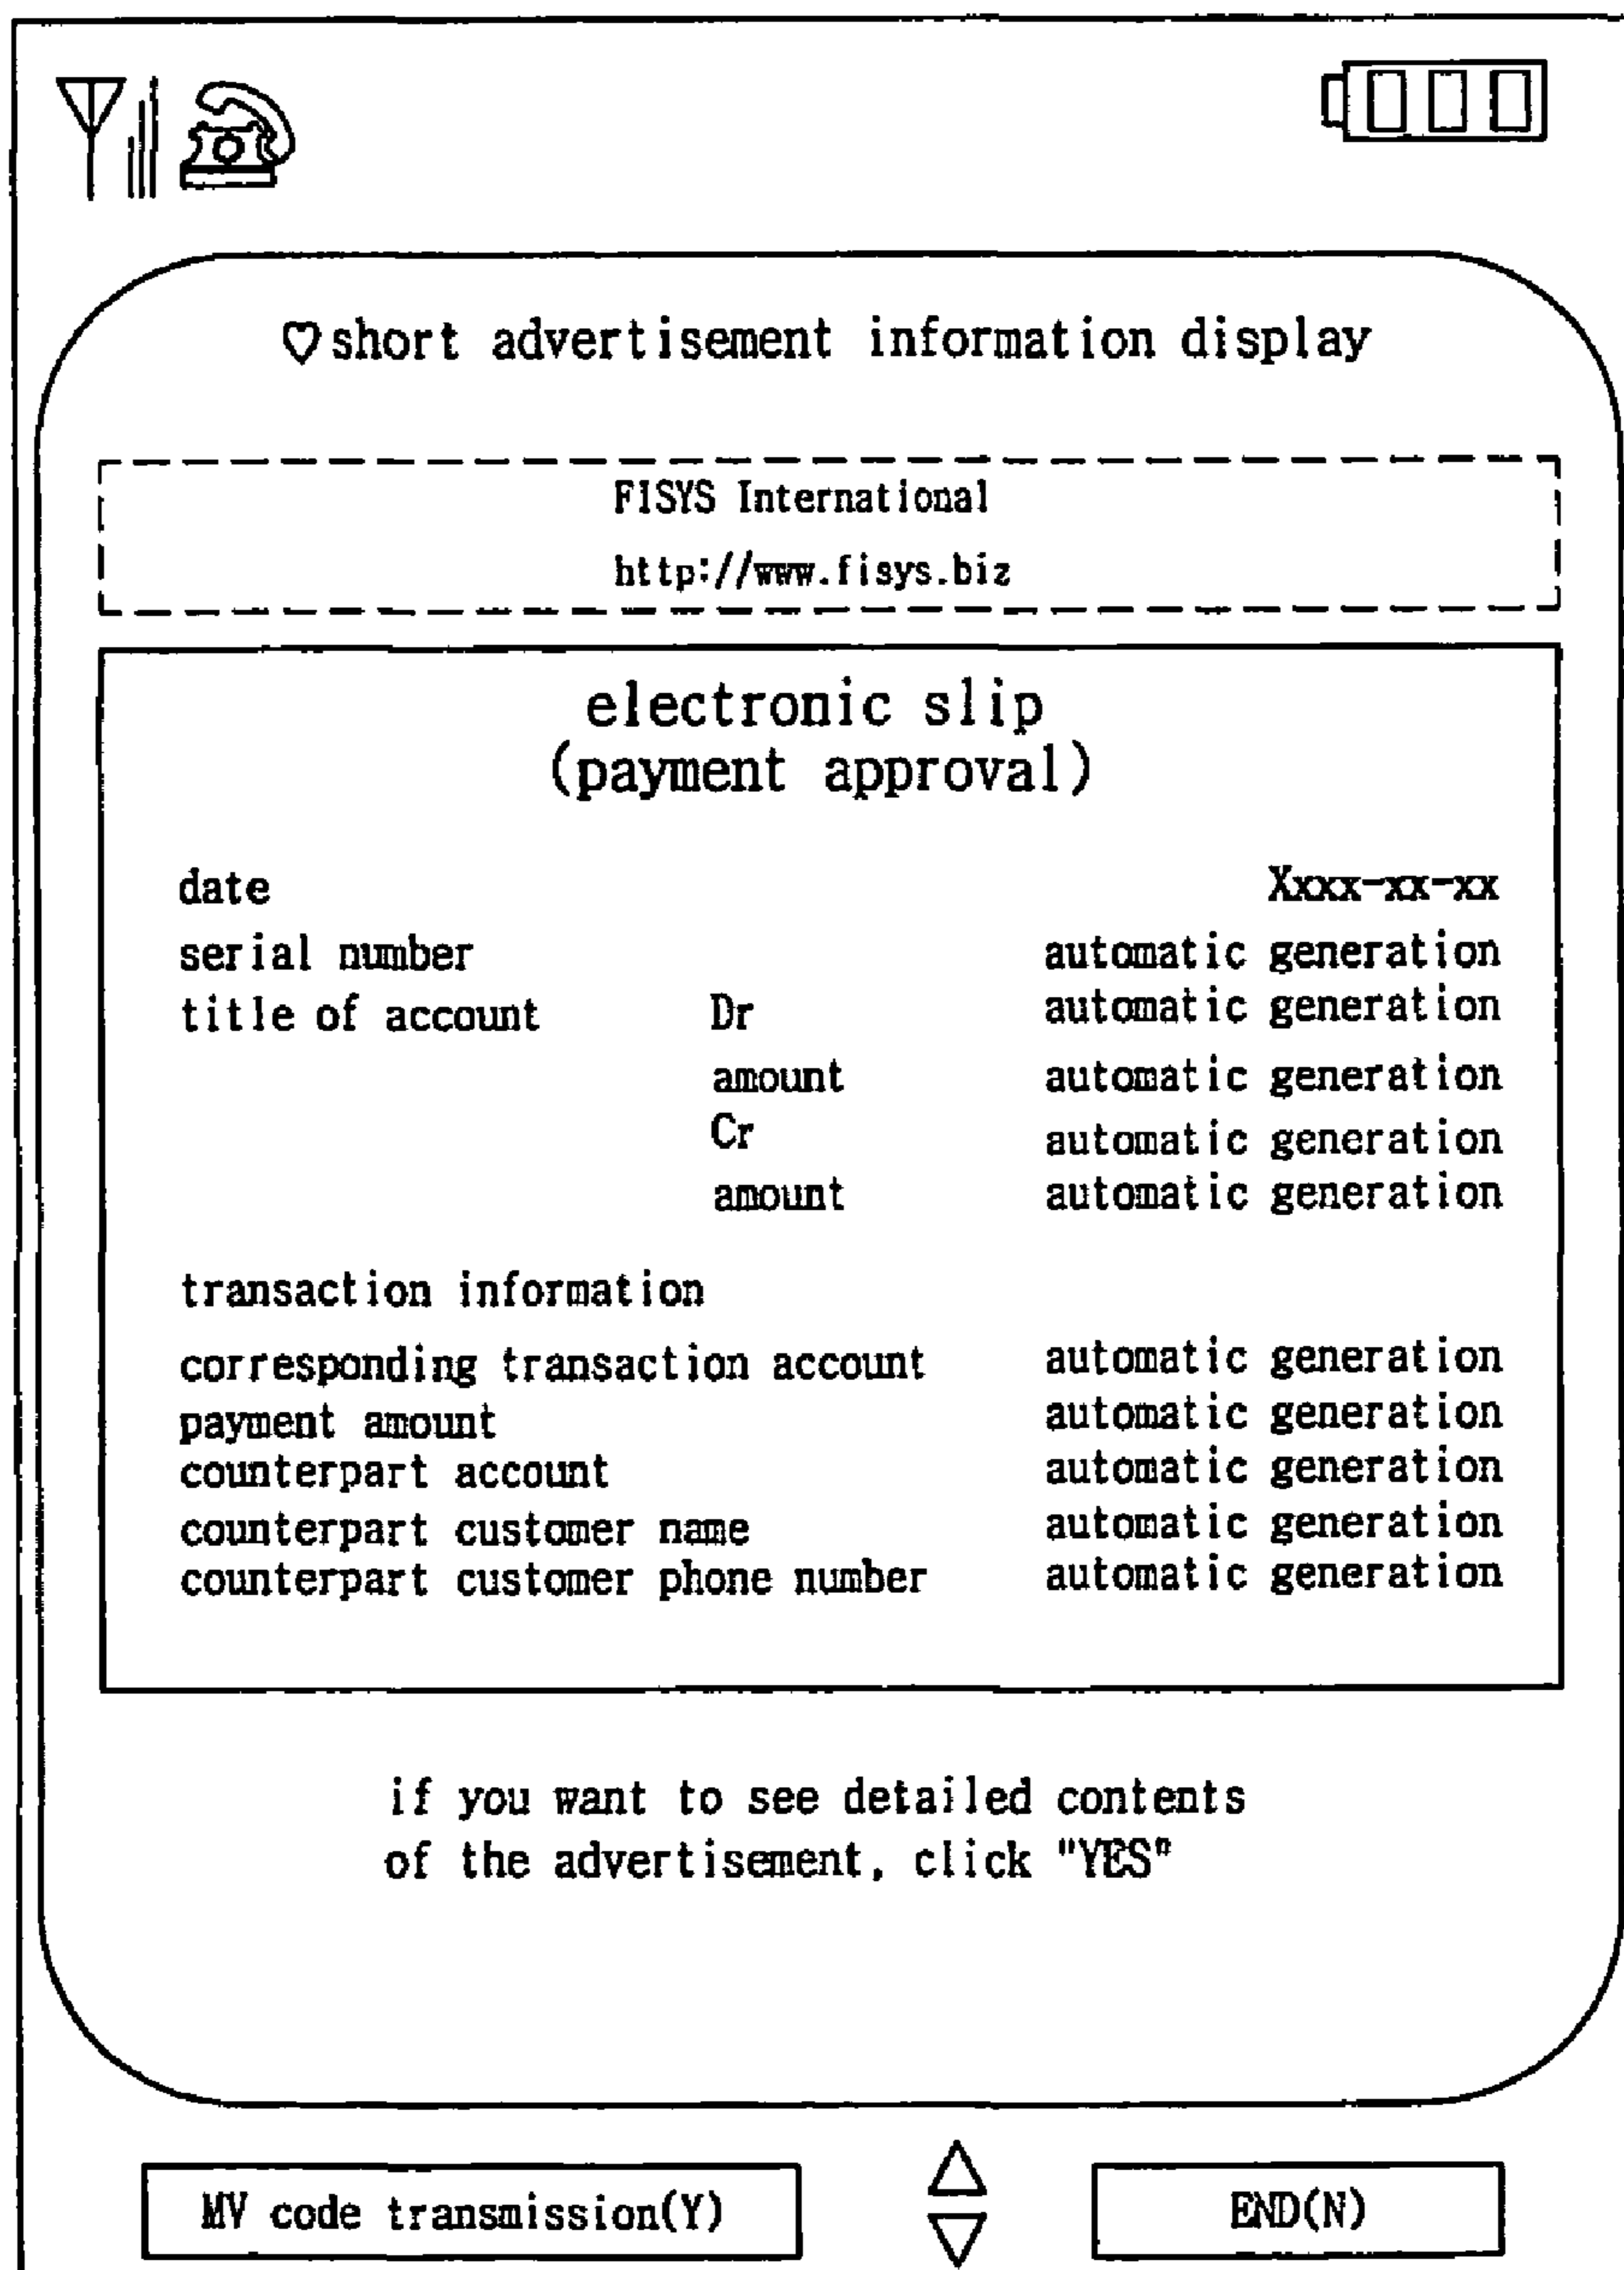 ♡short advertisement information display
FISYS International
http://www.fisys.biz
electronic slip
(payment approval)
date Xxxx-xx-xx
serial number automatic generation
title of account Dr automatic generation
amount automatic generation
Cr automatic generation
amount automatic generation
transaction information
corresponding transaction account automatic generation
payment amount automatic generation
counterpart account automatic generation
counterpart customer name automatic generation
counterpart customer phone number automatic generation
if you want to see detailed contents
of the advertisement, click "YES"
MV code transmission(Y) END(N)